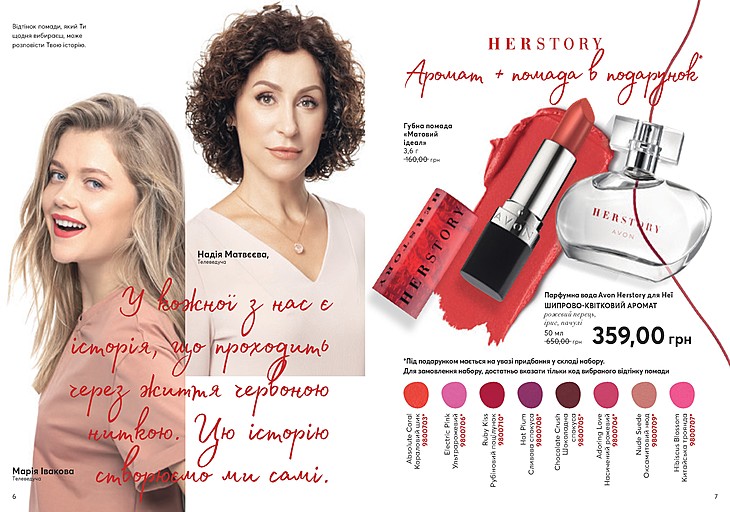 Відтінок помади, який Ти
щодня вибираєш, може
розповісти Твою історію.
Надія Матвєєва,
Телеведуча
У кожної з нас є
історія, що проходить
через життя червоною
ниткою. Цю історію
створюємо ми самі.
Марія Івакова
Телеведуча
6
HERSTORY
Аромат + помада в подарунок*
Губна помада
«Матовий
ідеал»
3,6 г
160,00 грн
HERSTORY
HERSTORY
AVON
HERSTORY
AVON
Парфумна вода Avon Herstory для Неї
ШИПРОВО-КВІТКОВИЙ АРОМАТ
рожевий перець,
ірис, пачулі
50 мл
650,00 грн
359,00 грн
*Під подарунком мається на увазі придбання у складі набору.
Для замовлення набору, достатньо вказати тільки код вибраного відтінку помади
Absolute Coral
Кораловий шик
9800703*
Electric Pink
Ультрарожевий
9800706*
Ruby Kiss
Рубіновий поцілунок
9800710*
Hot Plum
Сливова спокуса
9800708*
Chocolate Crush
Шоколадна
спокуса
9800705*
Adoring Love
Насичений рожевий
9800704*
Nude Suede
Оксамитовий нюд
9800709*
Hibiscus Blossom
Китайська троянда
9800707*
7